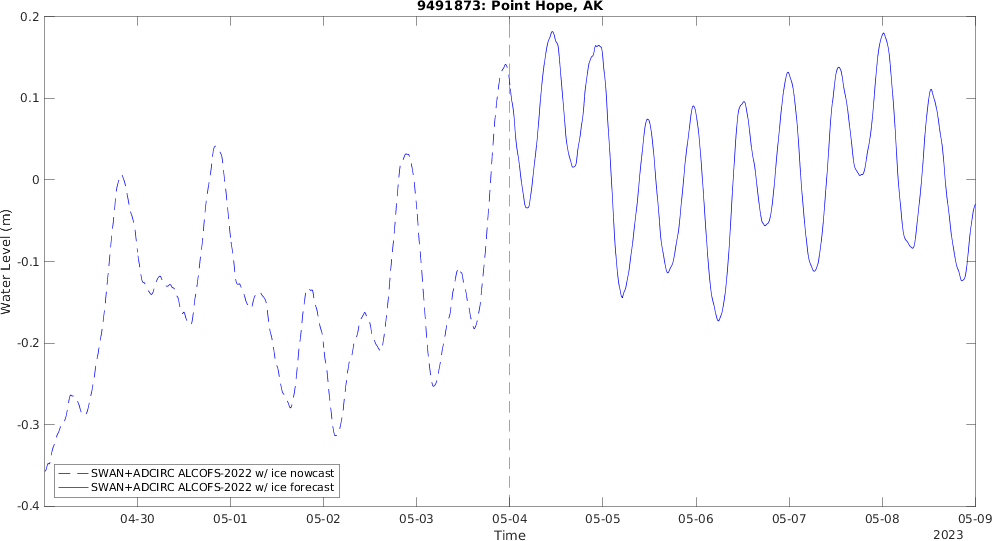 9491873: Point Hope, AK
Water Level (m)
0.2
0.1
0
-0.1
-0.2
-0.3
-0.4
SWAN+ADCIRC ALCOFS-2022 w/ ice nowcast
SWAN+ADCIRC ALCOFS-2022 w/ ice forecast
04-30 05-01 05-02 05-03 05-04 05-05 05-06 05-07 05-08 05-09
Time
2023